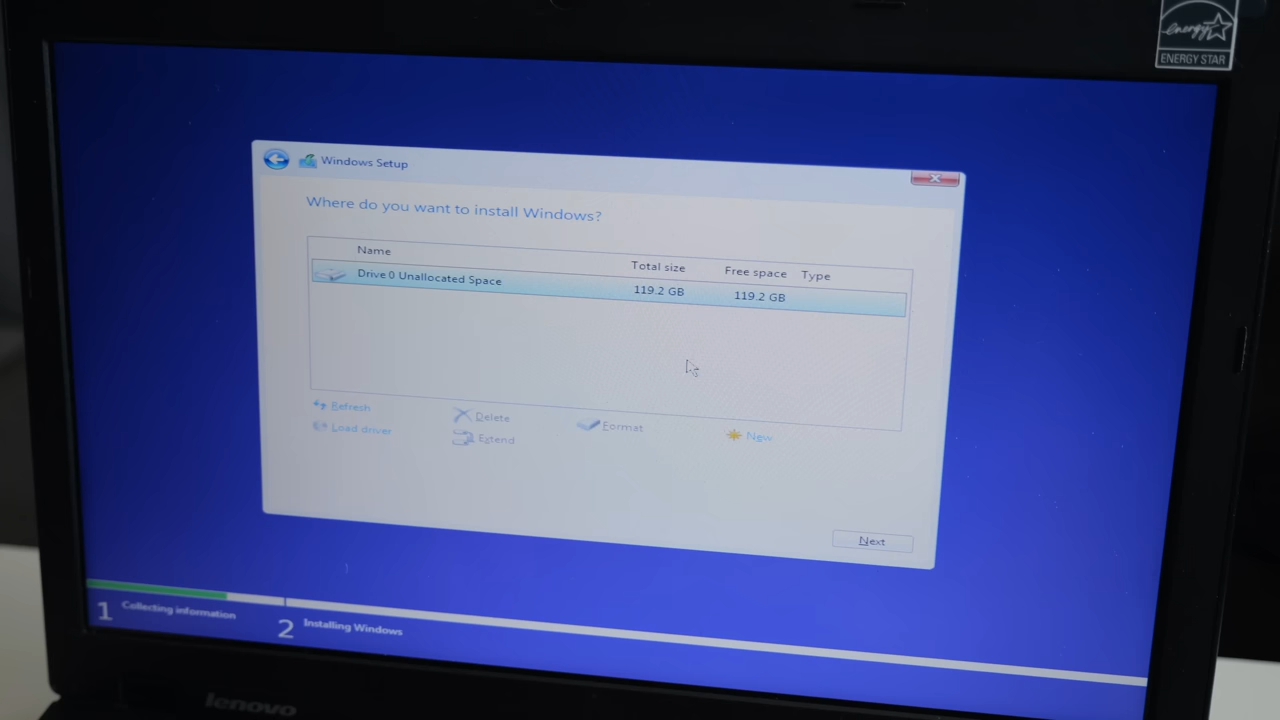 energy
ENERGY STAR
Windows Setup
Where do you want to install Windows?
Name Total size Free space Type
Drive 0 Unallocated Space 119.2 GB 119.2 GB
Refresh Delete Format New
Load driver Extend
Next
1 Collecting information 2 Installing Windows
lenovo